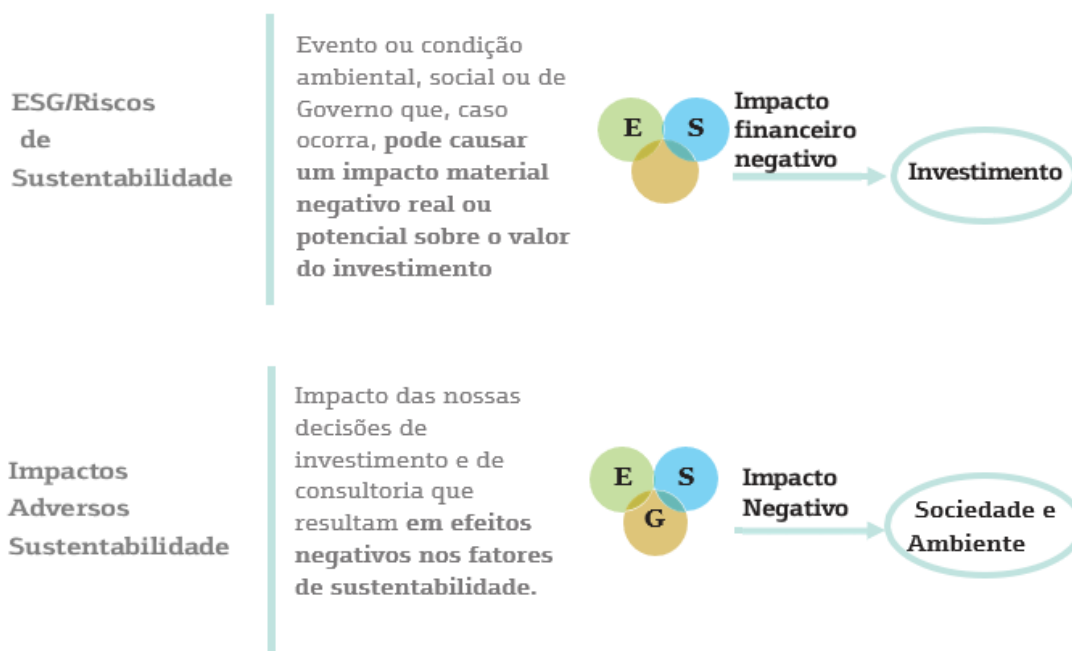 ESG/Riscos
de
Sustentabilidade
Evento ou condição
ambiental, social ou de
Governo que, caso
ocorra, pode causar
um impacto material
negativo real ou
potencial sobre o valor
do investimento
E S
Impacto
financeiro
negativo
Investimento
Impactos
Adversos
Sustentabilidade
Impacto das nossas
decisões de
investimento e de
consultoria que
resultam em efeitos
negativos nos fatores
de sustentabilidade.
E S
G
Impacto
Negativo
Sociedade e
Ambiente